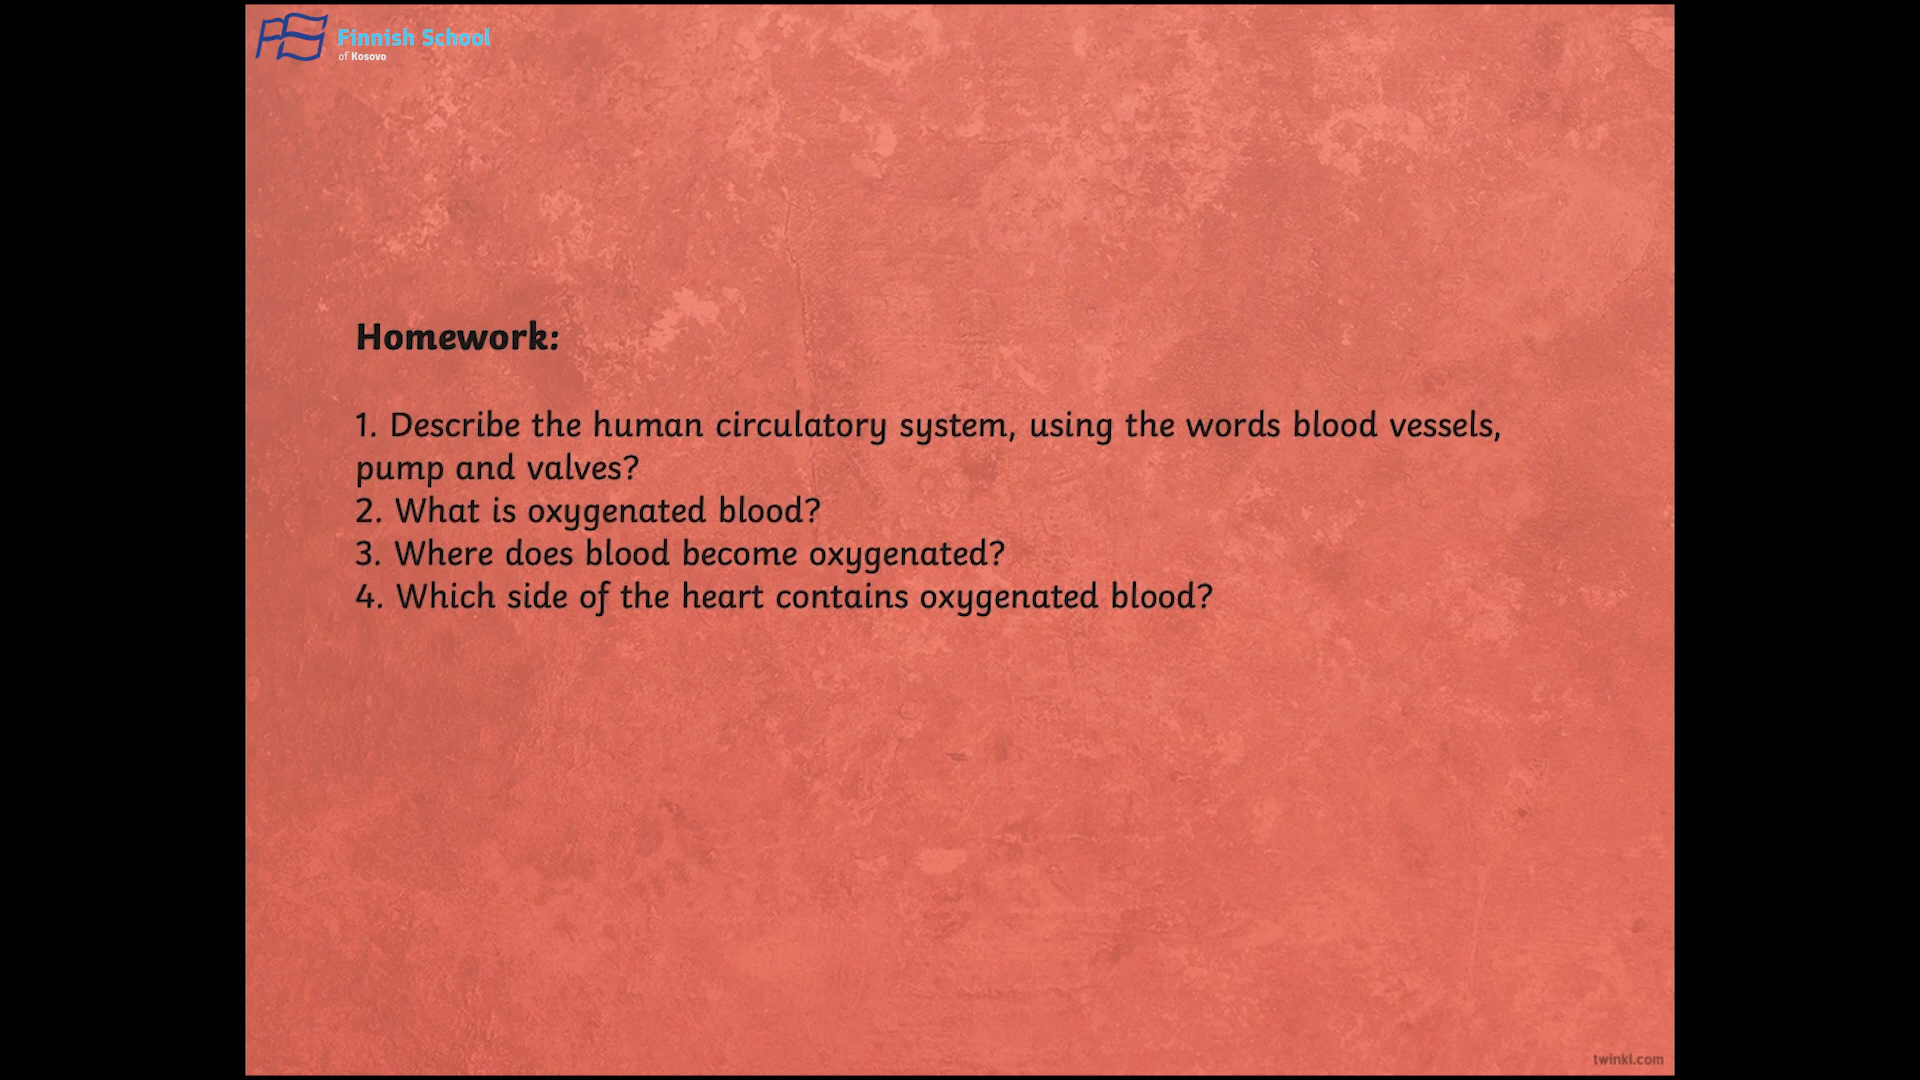 Finnish School
of Kosovo
Homework:
1. Describe the human circulatory system, using the words blood vessels,
pump and valves?
2. What is oxygenated blood?
3. Where does blood become oxygenated?
4. Which side of the heart contains oxygenated blood?
twinkl.com